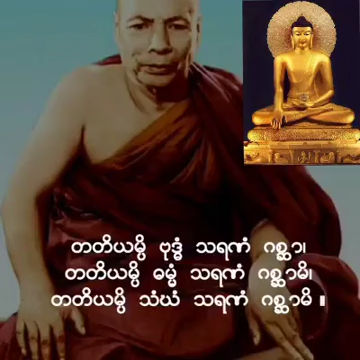 တတိယမ္ပိ ဗုဒ္ဓံ သရဏံ ဂစ္ဆာ၊
တတိယမ္ပိ ဓမ္မံ သရဏံ ဂစ္ဆာမိ၊
တတိယမ္ပိ သံဃံ သရဏံ ဂစ္ဆာမိ ။